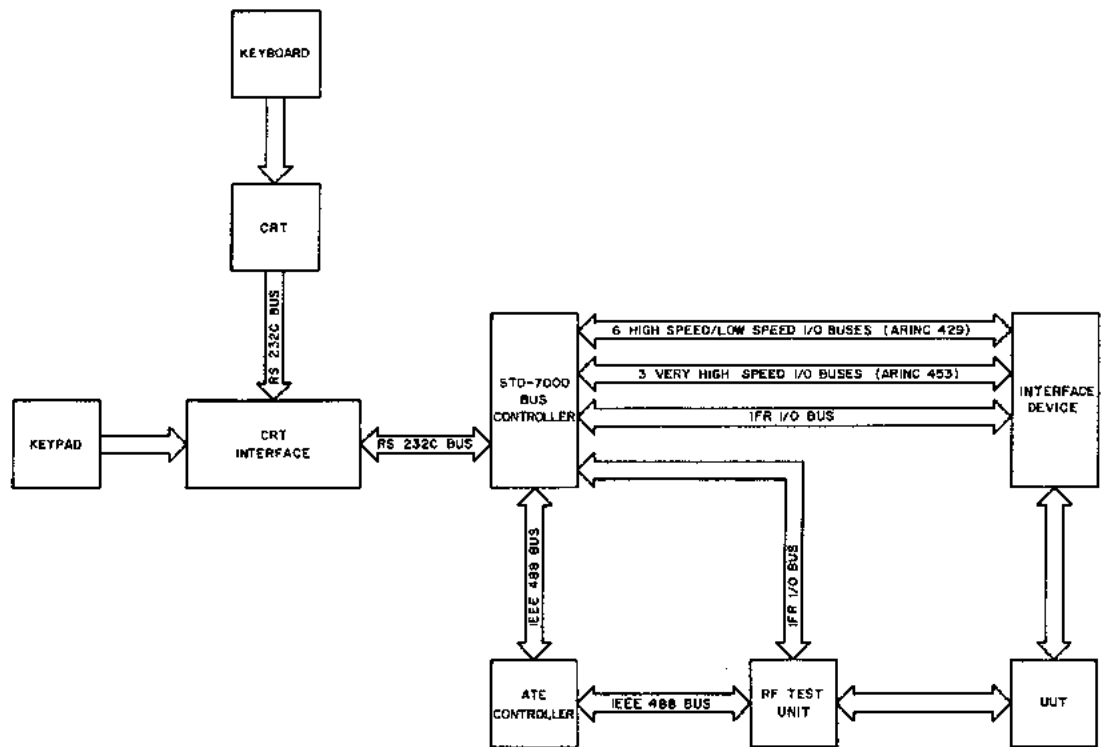 KEYBOARD
CRT
RS 232C BUS
6 HIGH SPEED/LOW SPEED I/O BUSES (ARINC 429)
3 VERY HIGH SPEED I/O BUSES (ARINC 453)
IFR I/O BUS
STD-7000
BUS
CONTROLLER
INTERFACE
DEVICE
KEYPAD
CRT
INTERFACE
RS 232C BUS
IEEE 488 BUS
IFR I/O BUS
ATE
CONTROLLER
IEEE 488 BUS
RF TEST
UNIT
UUT